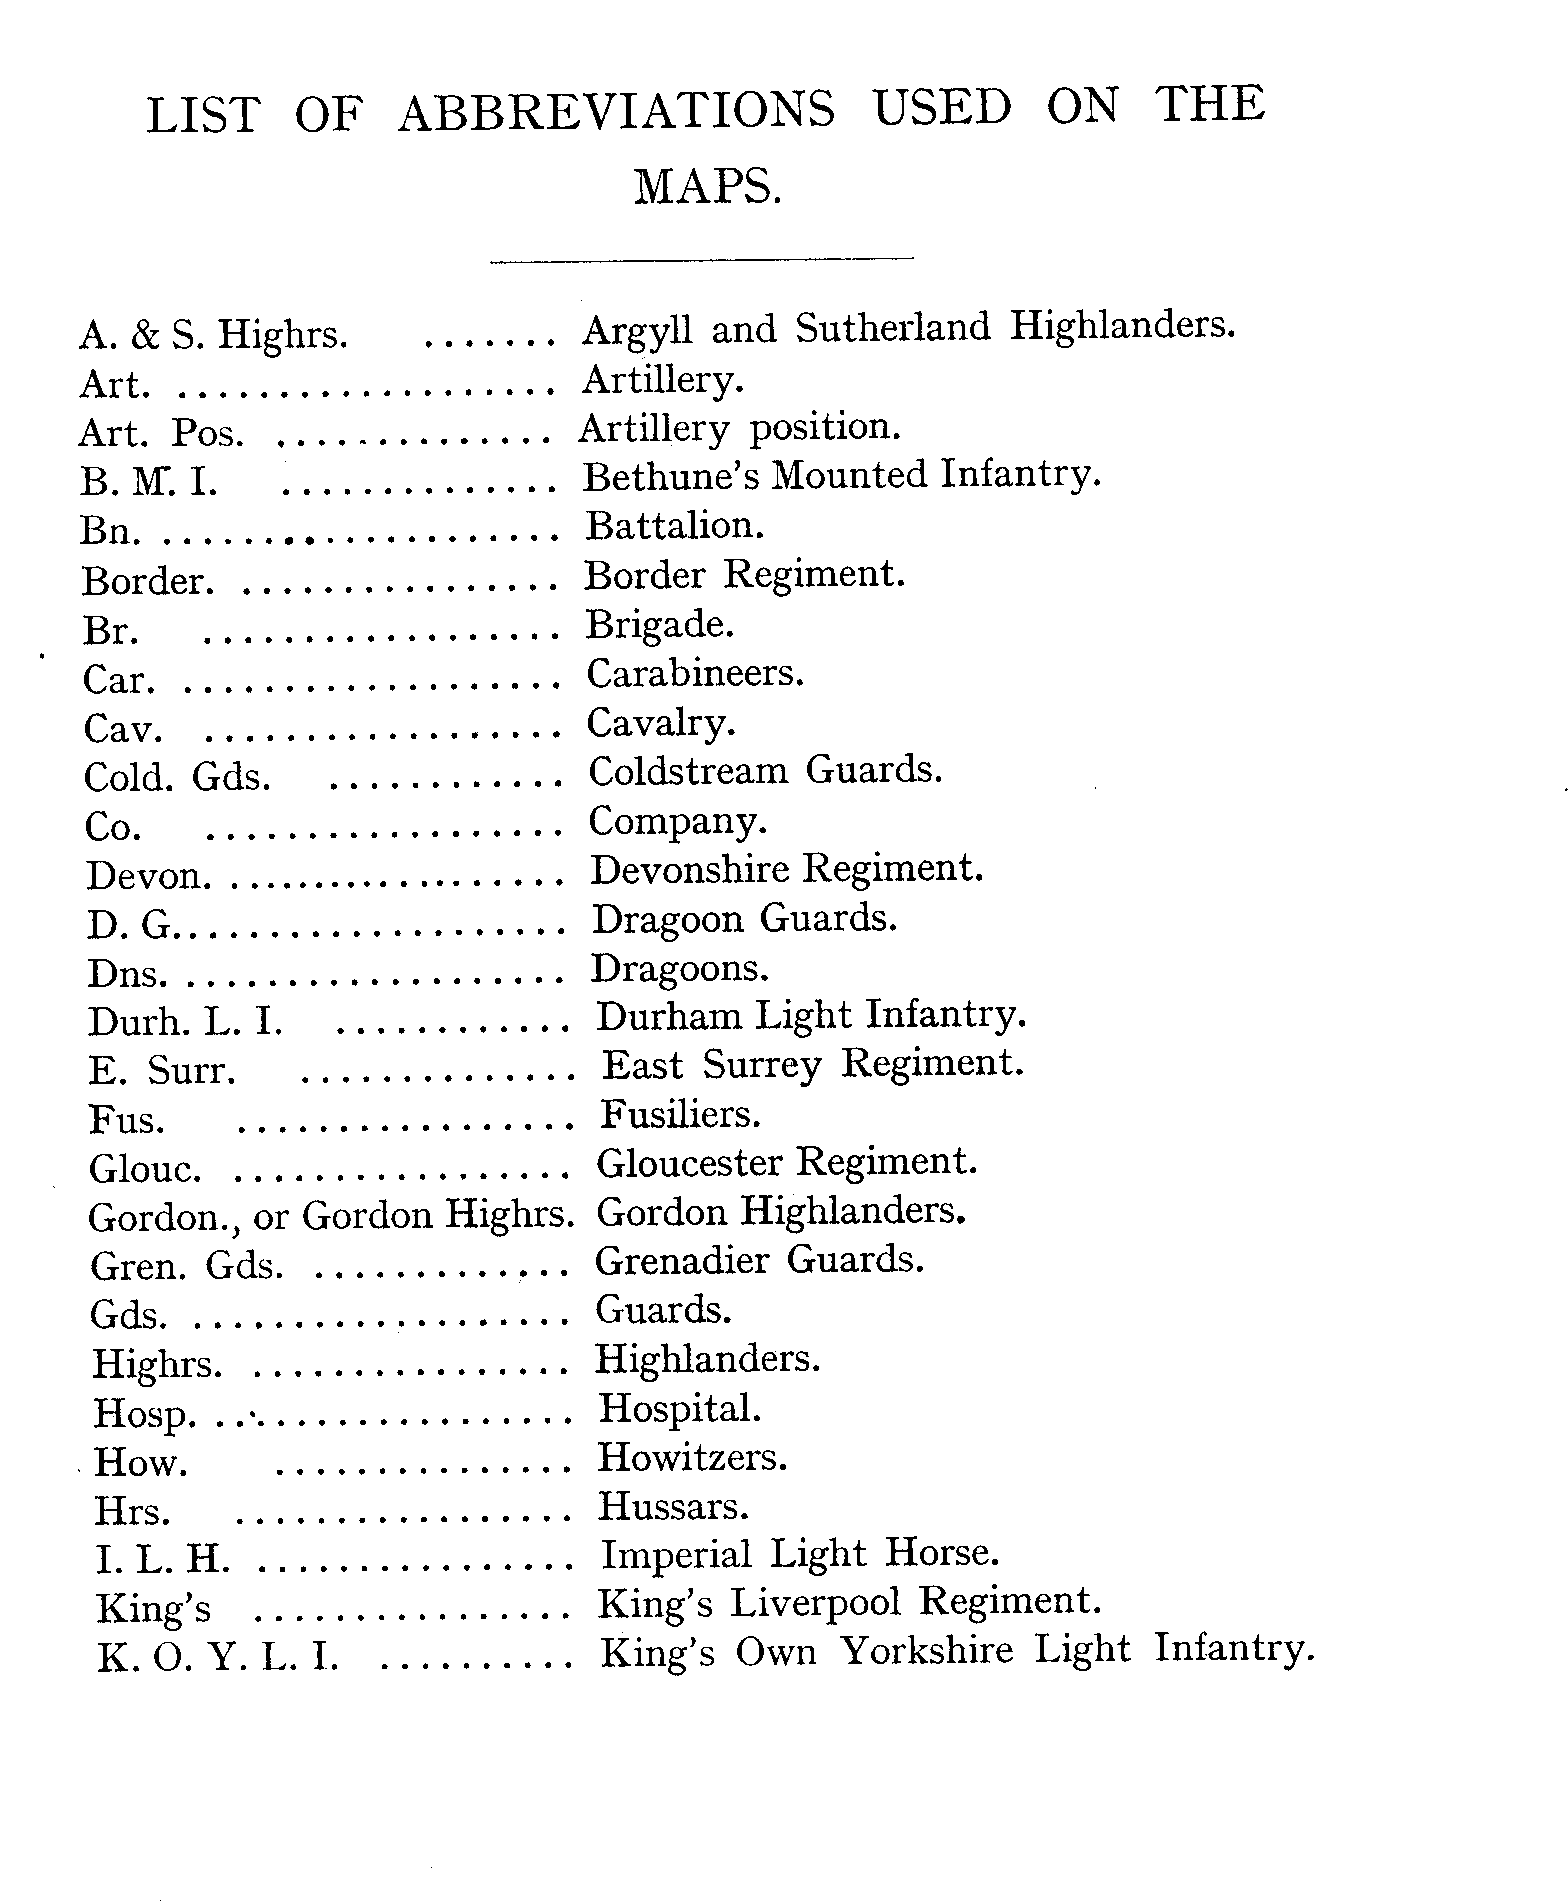 LIST OF ABBREVIATIONS USED ON THE
MAPS.
A. & S. Highrs. ....... Argyll and Sutherland Highlanders.
Art. ................... Artillery.
Art. Pos. .............. Artillery position.
B. M. I. .............. Bethune's Mounted Infantry.
Bn. .................... Battalion.
Border. ................ Border Regiment.
Br. .................. Brigade.
Car. ................... Carabineers.
Cav. .................. Cavalry.
Cold. Gds. ............ Coldstream Guards.
Co. .................. Company.
Devon. ................. Devonshire Regiment.
D. G.................... Dragoon Guards.
Dns. ................... Dragoons.
Durh. L. I. ............ Durham Light Infantry.
E. Surr. .............. East Surrey Regiment.
Fus. ................. Fusiliers.
Glouc. ................. Gloucester Regiment.
Gordon., or Gordon Highrs. Gordon Highlanders.
Gren. Gds. ............. Grenadier Guards.
Gds. ................... Guards.
Highrs. ................ Highlanders.
Hosp. .................. Hospital.
How. ............... Howitzers.
Hrs. ................. Hussars.
I. L. H. ................ Imperial Light Horse.
King's ................ King's Liverpool Regiment.
K. O. Y. L. I. .......... King's Own Yorkshire Light Infantry.